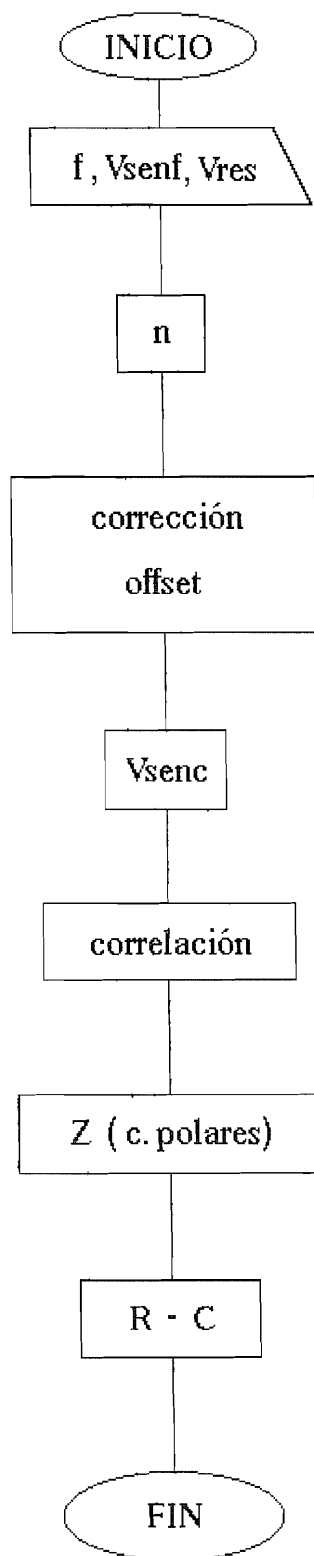 INICIO
f , Vsenf, Vres
n
corrección
offset
Vsenc
correlación
Z ( c. polares)
R - C
FIN